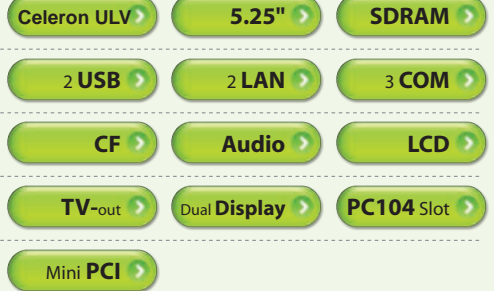 Celeron ULV
5.25"
SDRAM
2 USB
2 LAN
3 COM
CF
Audio
LCD
TV-out
Dual Display
PC104 Slot
Mini PCI